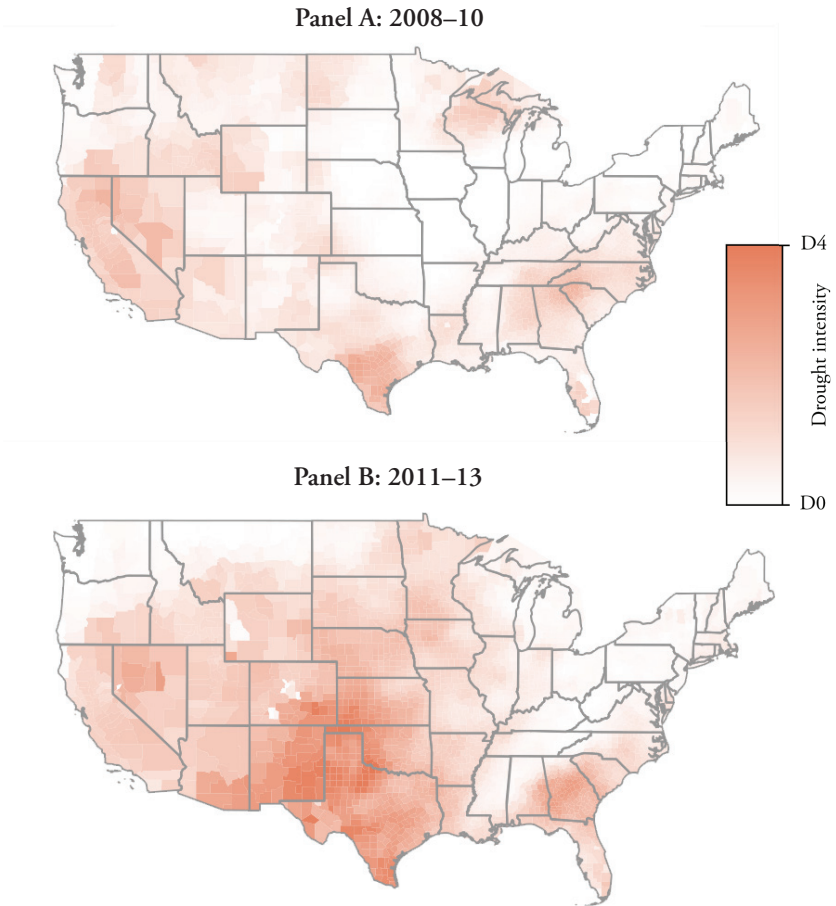 Panel A: 2008–10
D4
Drought intensity
D0
Panel B: 2011–13